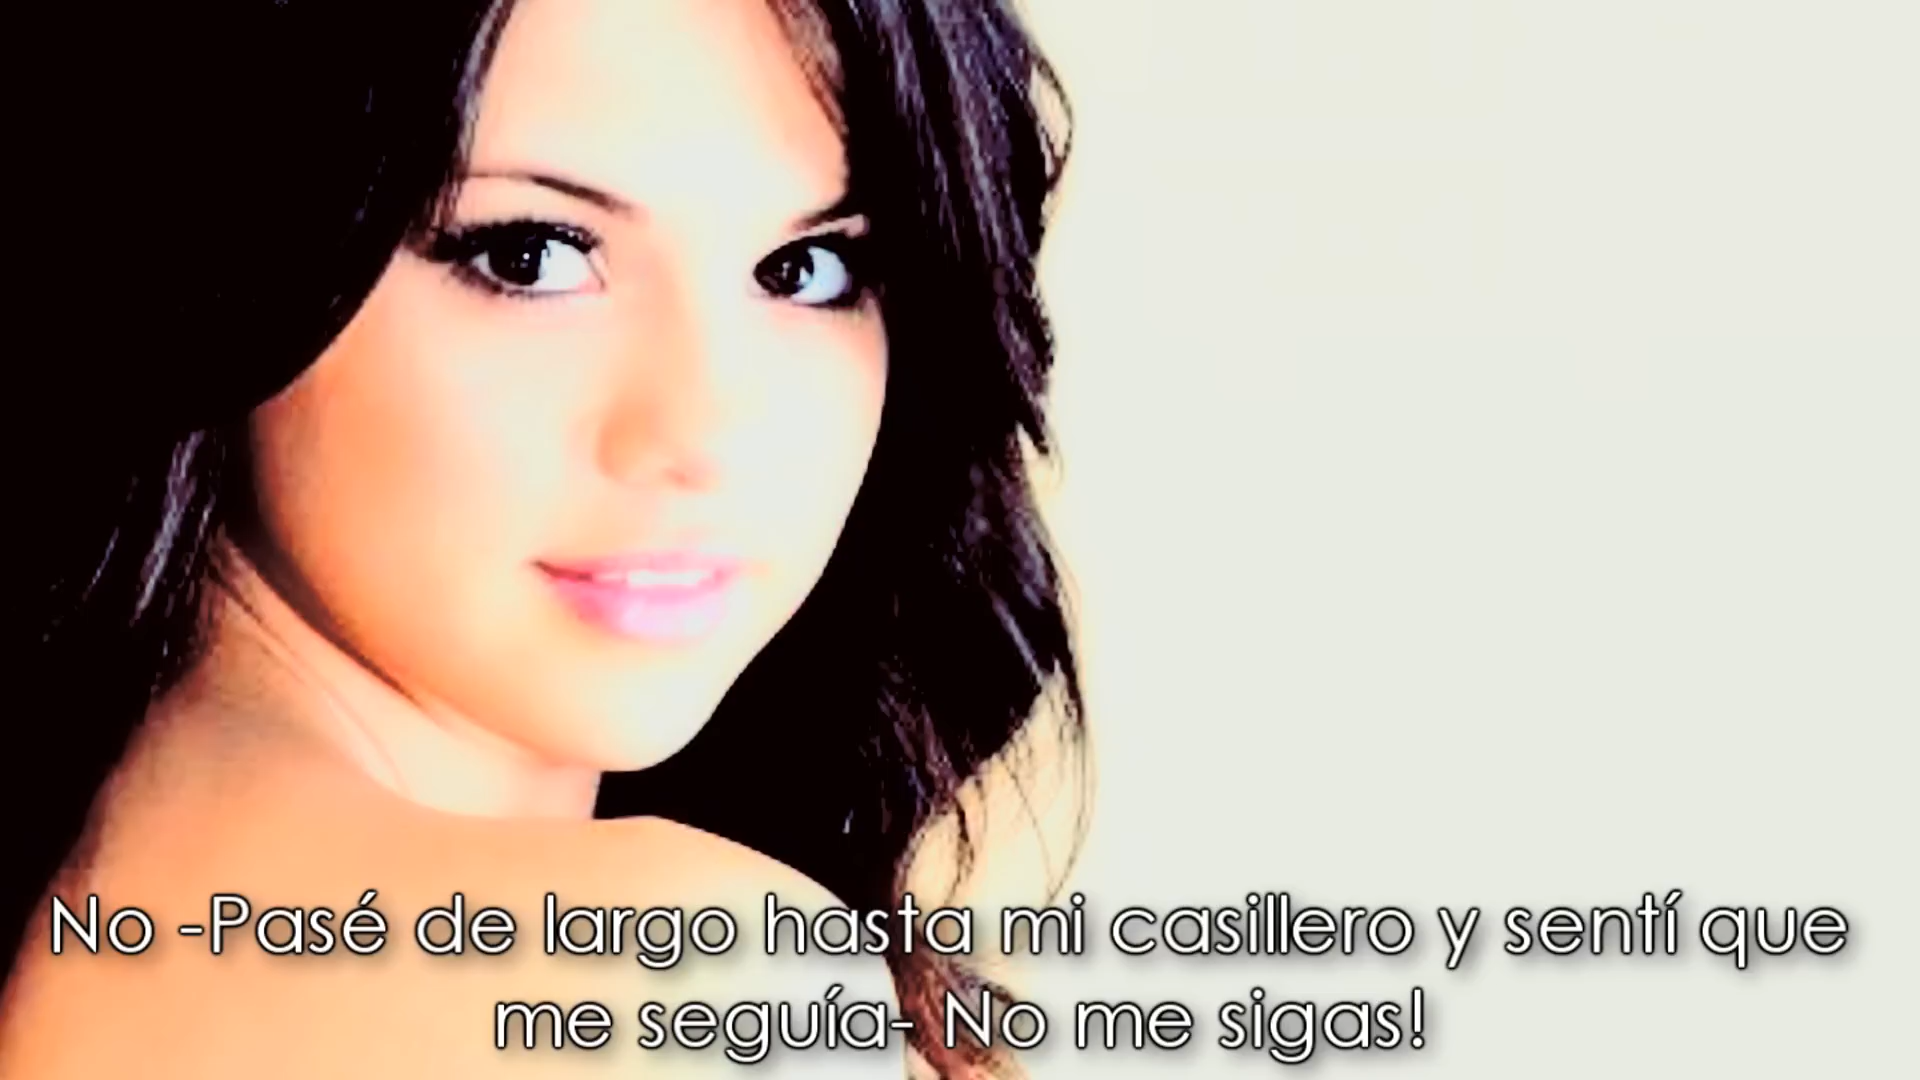 No -Pasé de largo hasta mi casillero y sentí que
me seguía- No me sigas!